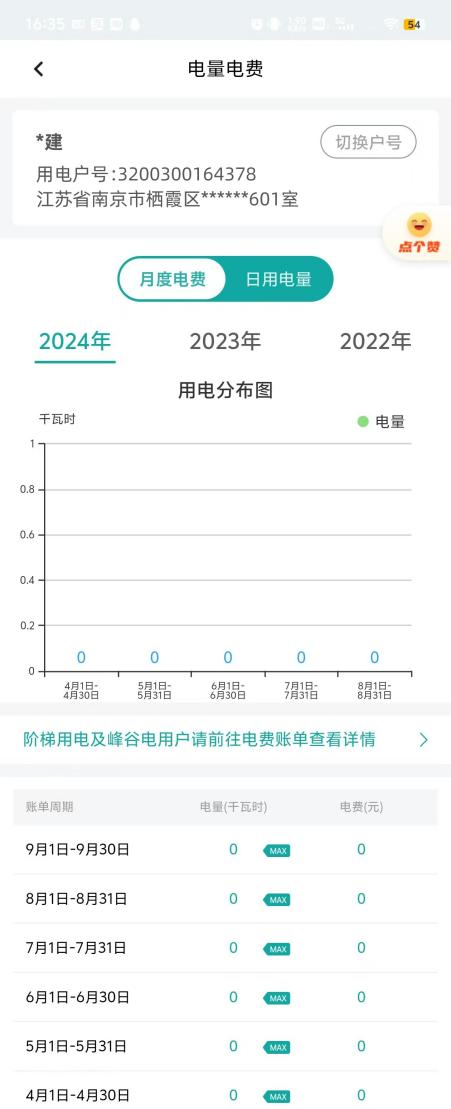 16:35
54
电量电费
*建
切换户号
用电户号:3200300164378
江苏省南京市栖霞区******601室
点个赞
月度电费 日用电量
2024年 2023年 2022年
用电分布图
千瓦时 电量
1
0.8
0.6
0.4
0.2
0
0 0 0 0 0
4月1日- 5月1日- 6月1日- 7月1日- 8月1日-
4月30日 5月31日 6月30日 7月31日 8月31日
阶梯用电及峰谷电用户请前往电费账单查看详情
账单周期 电量(千瓦时) 电费(元)
9月1日-9月30日 0 MAX 0
8月1日-8月31日 0 MAX 0
7月1日-7月31日 0 MAX 0
6月1日-6月30日 0 MAX 0
5月1日-5月31日 0 MAX 0
4月1日-4月30日 0 MAX 0